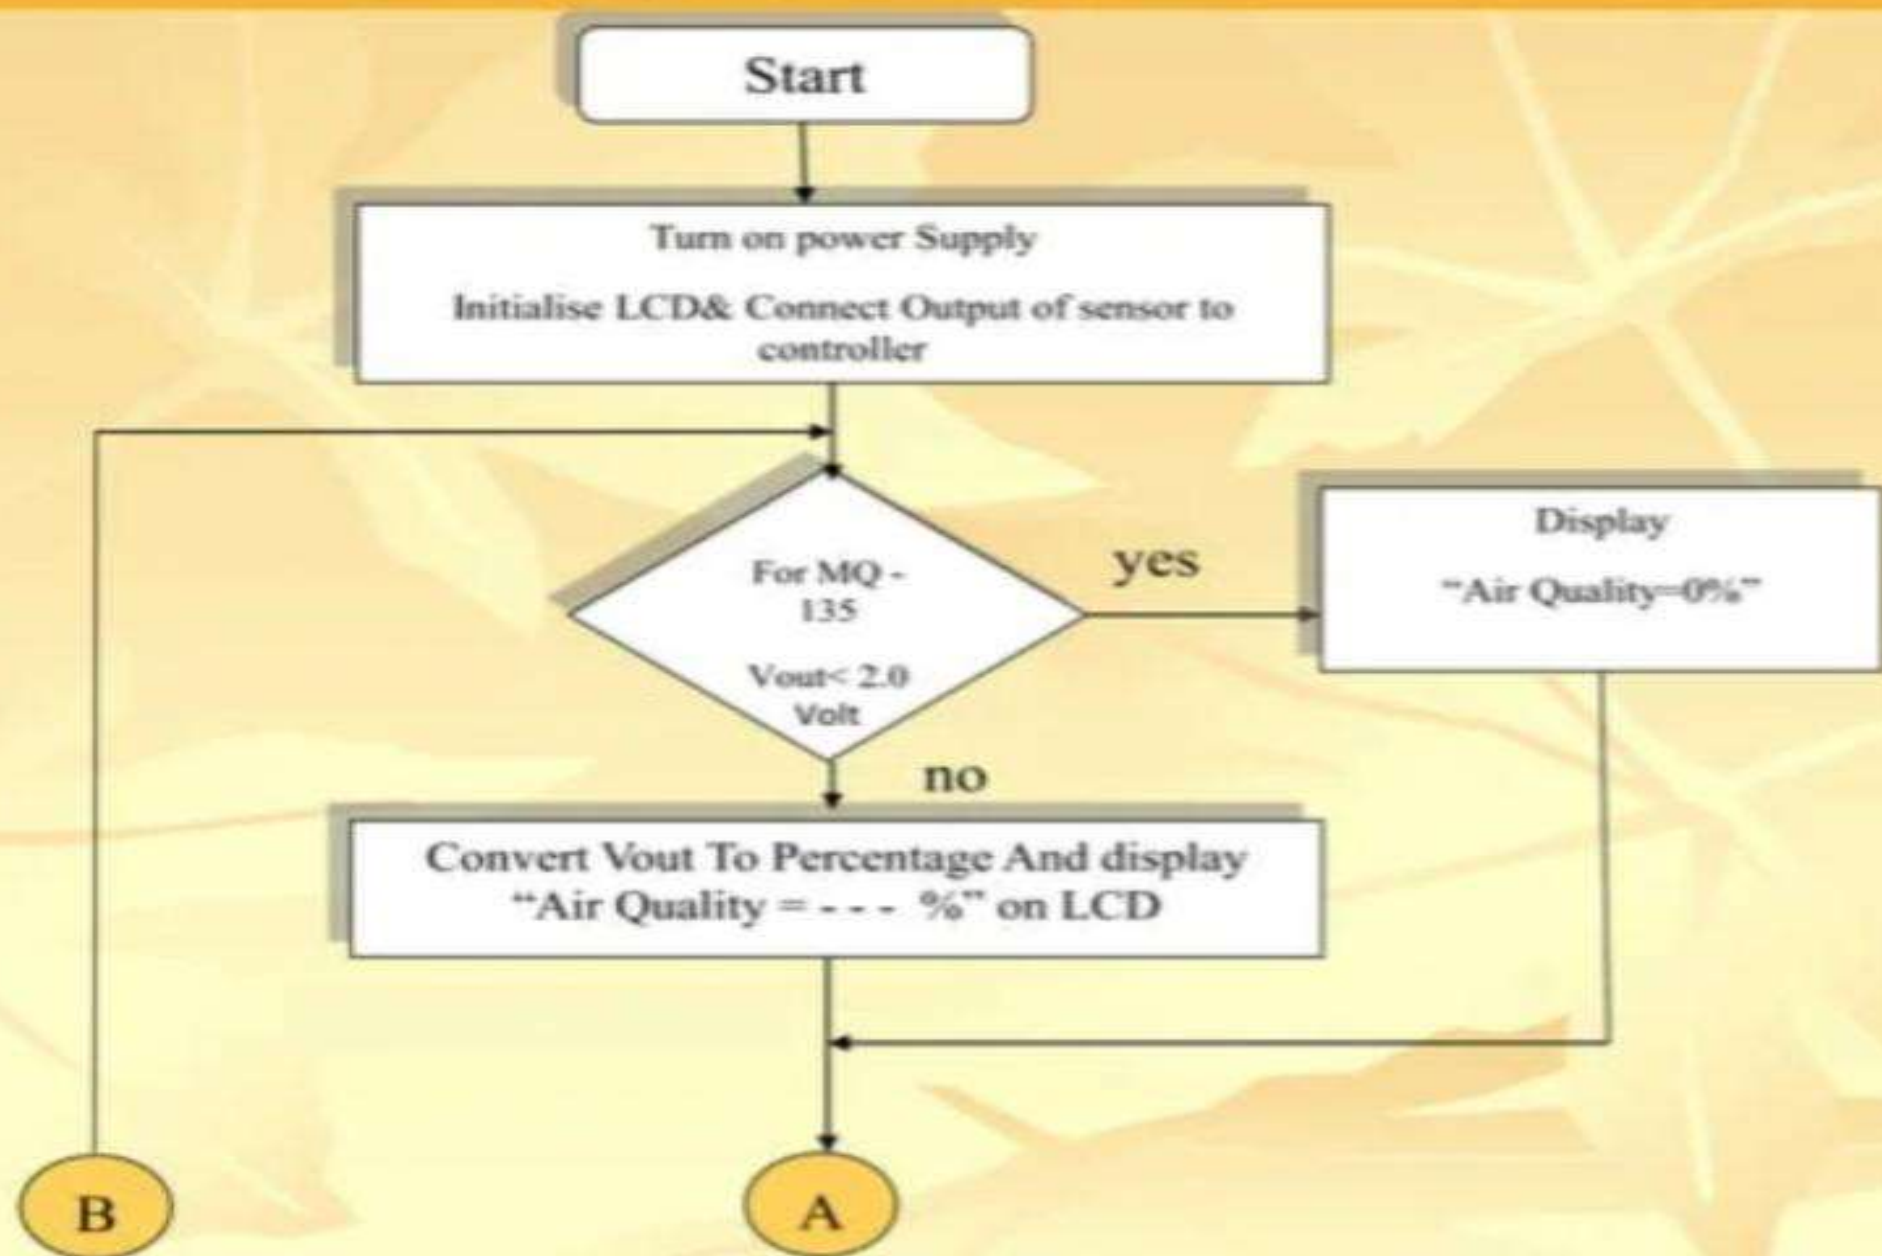 Start
Turn on power Supply
Initialise LCD& Connect Output of sensor to
controller
For MQ -
135
Vout< 2.0
Volt
yes
Display
“Air Quality=0%”
no
Convert Vout To Percentage And display
“Air Quality = - - -  %” on LCD
B
A